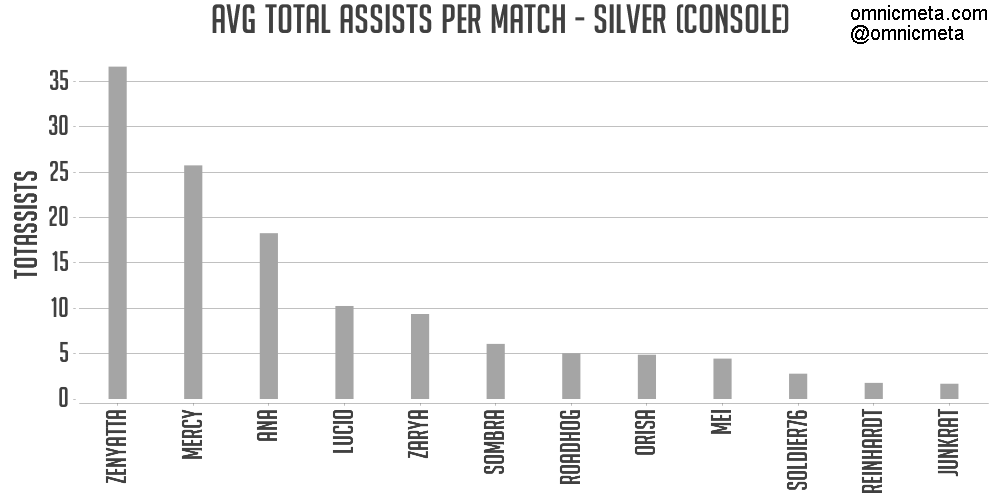 AVG TOTAL ASSISTS PER MATCH - SILVER (CONSOLE)
omnicmeta.com
@omnicmeta
TOTASSISTS
35
30
25
20
15
10
5
0
ZENYATTA
MERCY
ANA
LUCIO
ZARYA
SOMBRA
ROADHOG
ORISA
MEI
SOLDIER76
REINHARDT
JUNKRAT